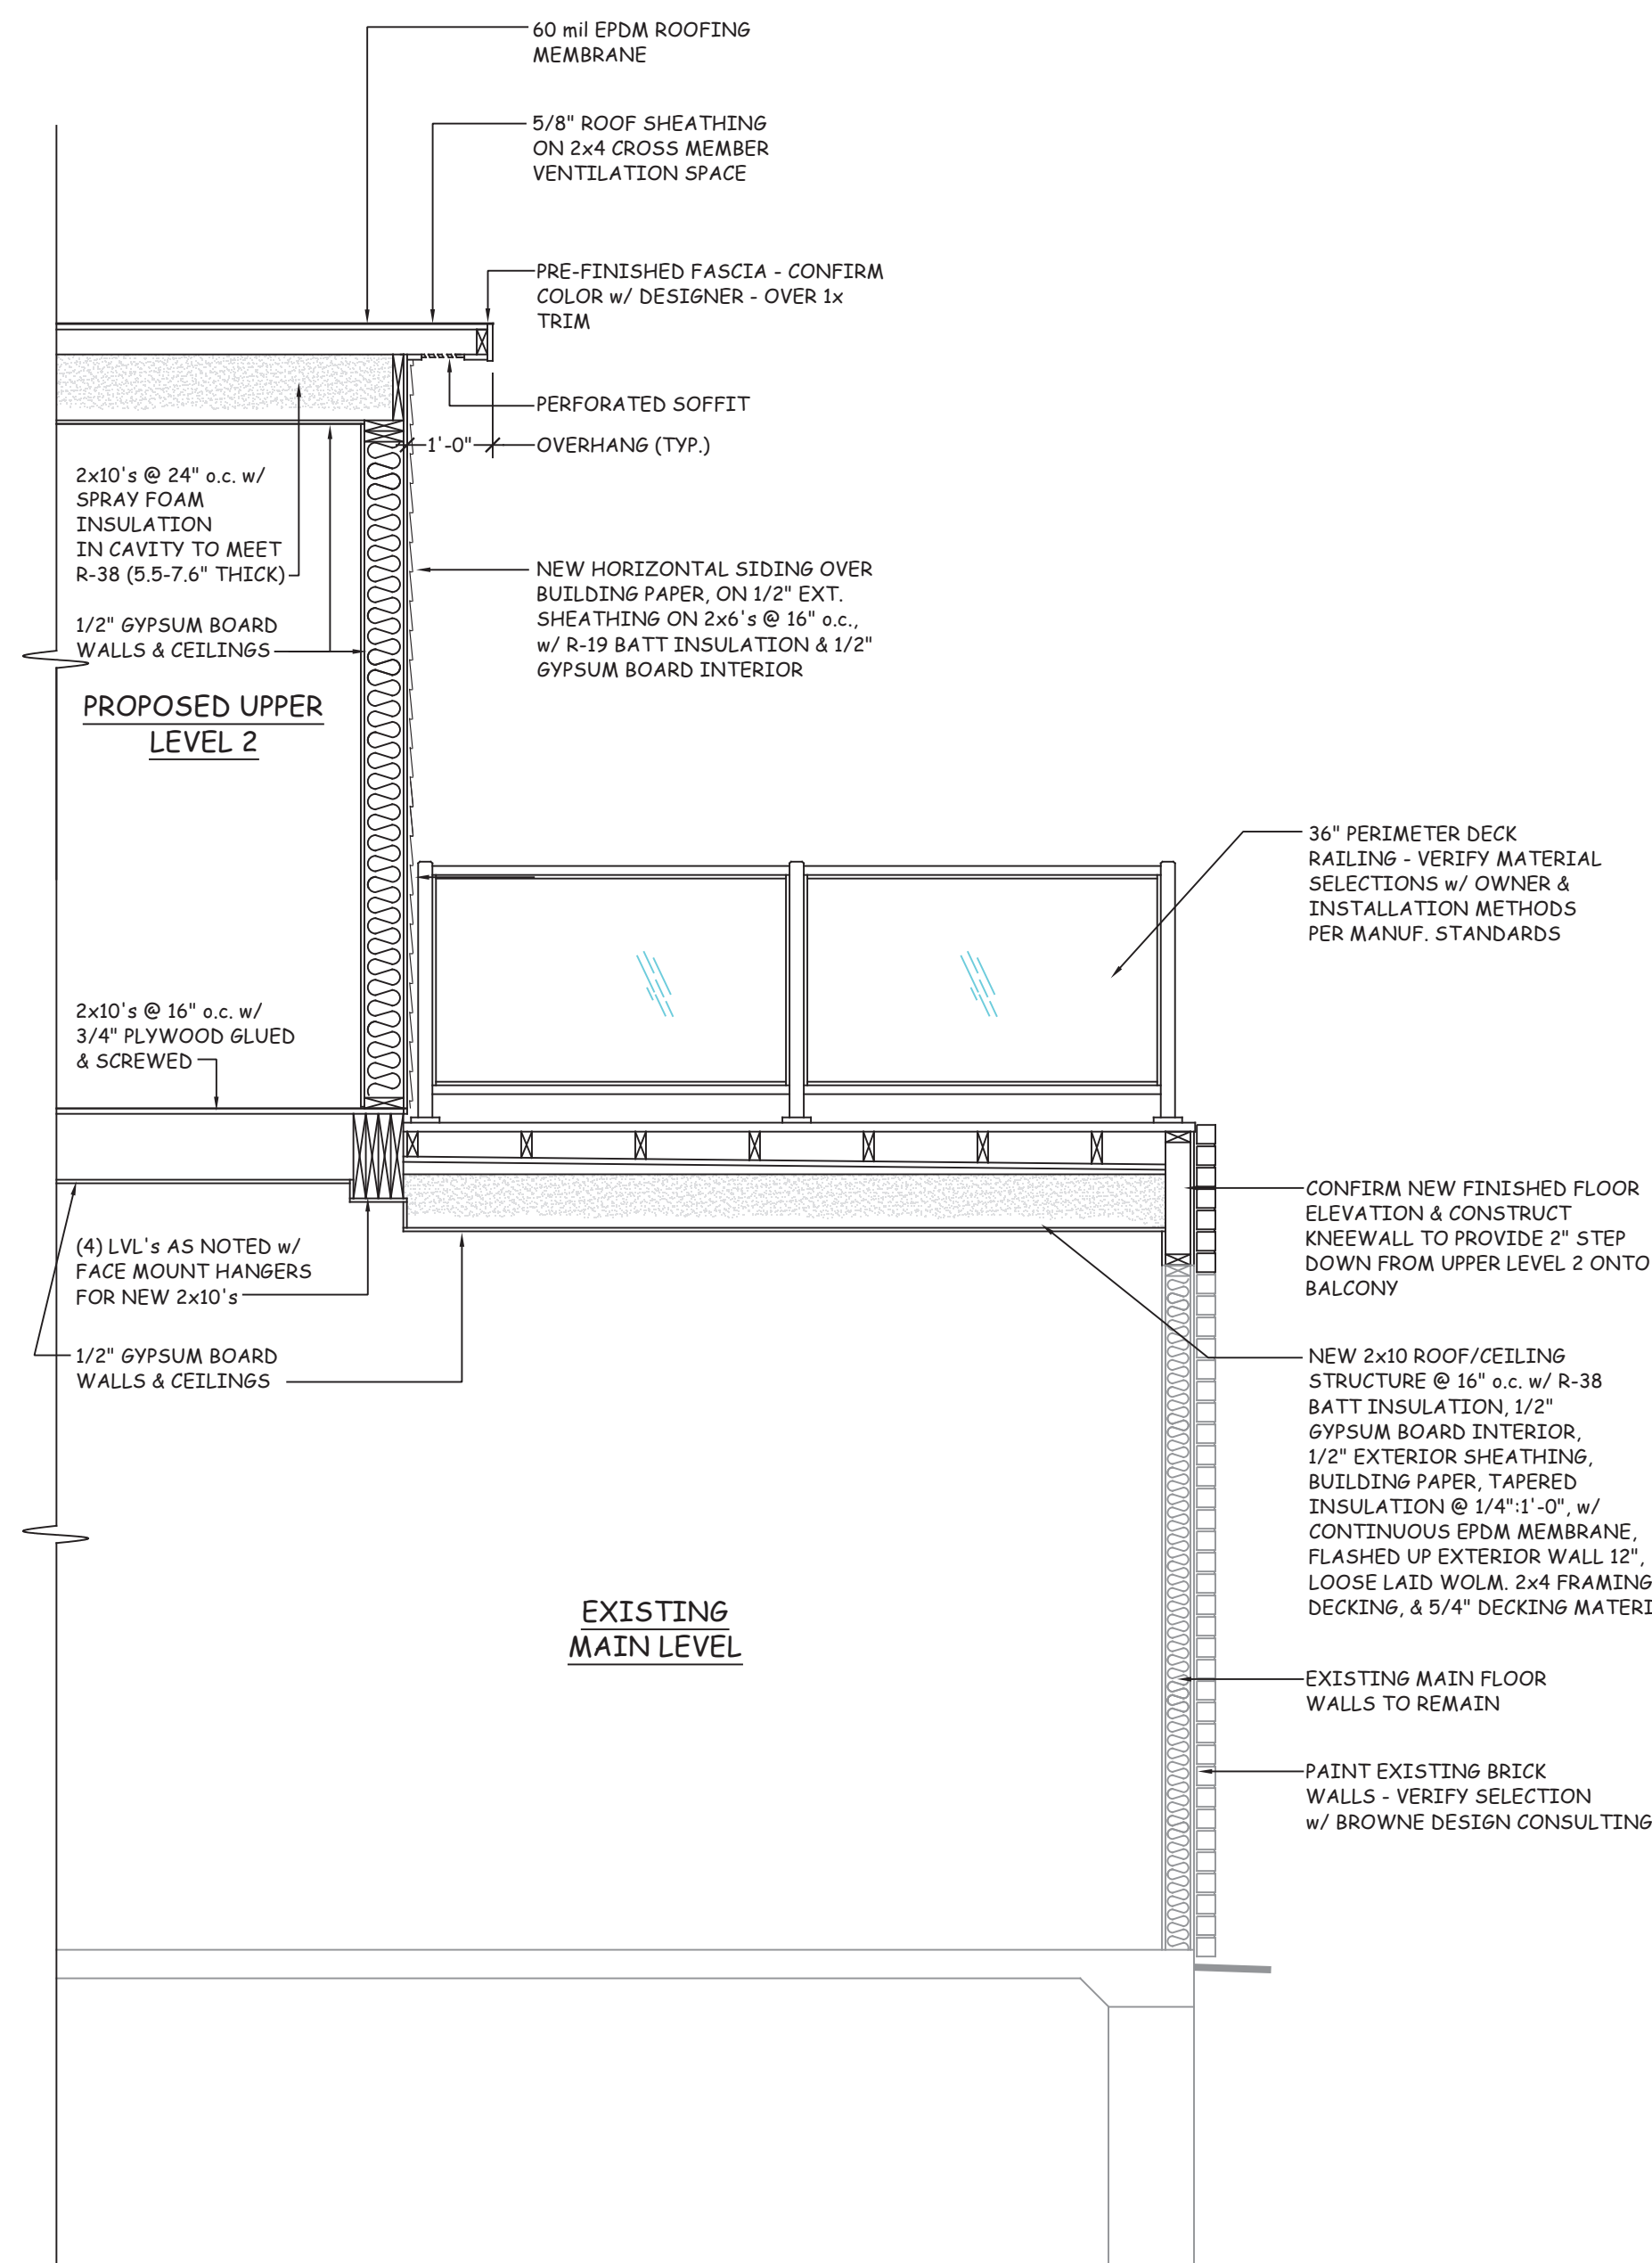 60 mil EPDM ROOFING
MEMBRANE
5/8" ROOF SHEATHING
ON 2x4 CROSS MEMBER
VENTILATION SPACE
PRE-FINISHED FASCIA - CONFIRM
COLOR w/ DESIGNER - OVER 1x
TRIM
PERFORATED SOFFIT
1'-0"
OVERHANG (TYP.)
2x10's @ 24" o.c. w/
SPRAY FOAM
INSULATION
IN CAVITY TO MEET
R-38 (5.5-7.6" THICK)
1/2" GYPSUM BOARD
WALLS & CEILINGS
NEW HORIZONTAL SIDING OVER
BUILDING PAPER, ON 1/2" EXT.
SHEATHING ON 2x6's @ 16" o.c.,
w/ R-19 BATT INSULATION & 1/2"
GYPSUM BOARD INTERIOR
PROPOSED UPPER
LEVEL 2
36" PERIMETER DECK
RAILING - VERIFY MATERIAL
SELECTIONS w/ OWNER &
INSTALLATION METHODS
PER MANUF. STANDARDS
2x10's @ 16" o.c. w/
3/4" PLYWOOD GLUED
& SCREWED
(4) LVL's AS NOTED w/
FACE MOUNT HANGERS
FOR NEW 2x10's
1/2" GYPSUM BOARD
WALLS & CEILINGS
CONFIRM NEW FINISHED FLOOR
ELEVATION & CONSTRUCT
KNEEWALL TO PROVIDE 2" STEP
DOWN FROM UPPER LEVEL 2 ONTO
BALCONY
NEW 2x10 ROOF/CEILING
STRUCTURE @ 16" o.c. w/ R-38
BATT INSULATION, 1/2"
GYPSUM BOARD INTERIOR,
1/2" EXTERIOR SHEATHING,
BUILDING PAPER, TAPERED
INSULATION @ 1/4":1'-0", w/
CONTINUOUS EPDM MEMBRANE,
FLASHED UP EXTERIOR WALL 12",
LOOSE LAID WOLM. 2x4 FRAMING
DECKING, & 5/4" DECKING
EXISTING
MAIN LEVEL
EXISTING MAIN FLOOR
WALLS TO REMAIN
PAINT EXISTING BRICK
WALLS - VERIFY SELECTION
w/ BROWNE DESIGN CONSULTING